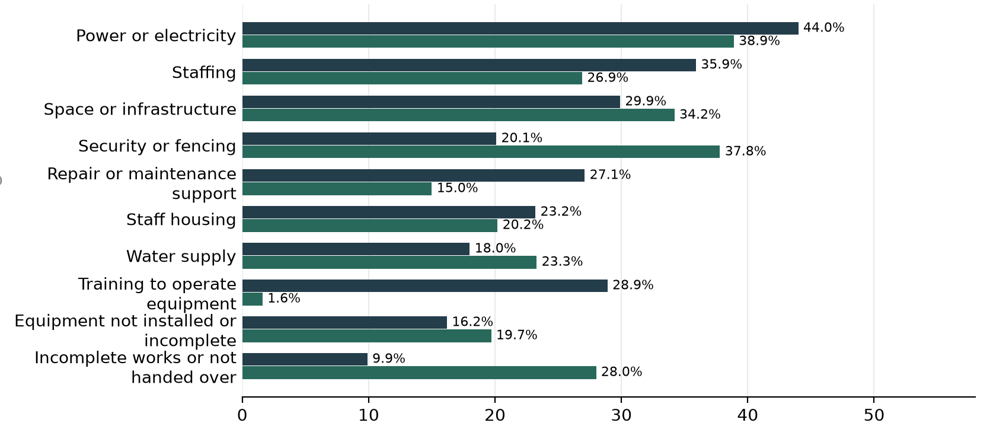 Power or electricity
44.0%
38.9%
Staffing
35.9%
26.9%
Space or infrastructure
29.9%
34.2%
Security or fencing
20.1%
37.8%
Repair or maintenance
support
27.1%
15.0%
Staff housing
23.2%
20.2%
Water supply
18.0%
23.3%
Training to operate
equipment
28.9%
1.6%
Equipment not installed or
incomplete
16.2%
19.7%
Incomplete works or not
handed over
9.9%
28.0%
0 10 20 30 40 50